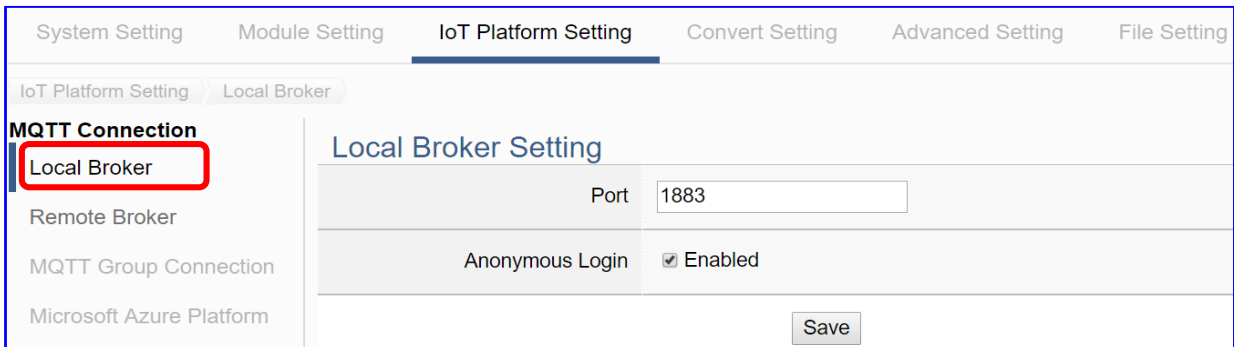 System Setting Module Setting IoT Platform Setting Convert Setting Advanced Setting File Setting
IoT Platform Setting Local Broker
MQTT Connection
Local Broker
Remote Broker
MQTT Group Connection
Microsoft Azure Platform
Local Broker Setting
Port 1883
Anonymous Login Enabled
Save